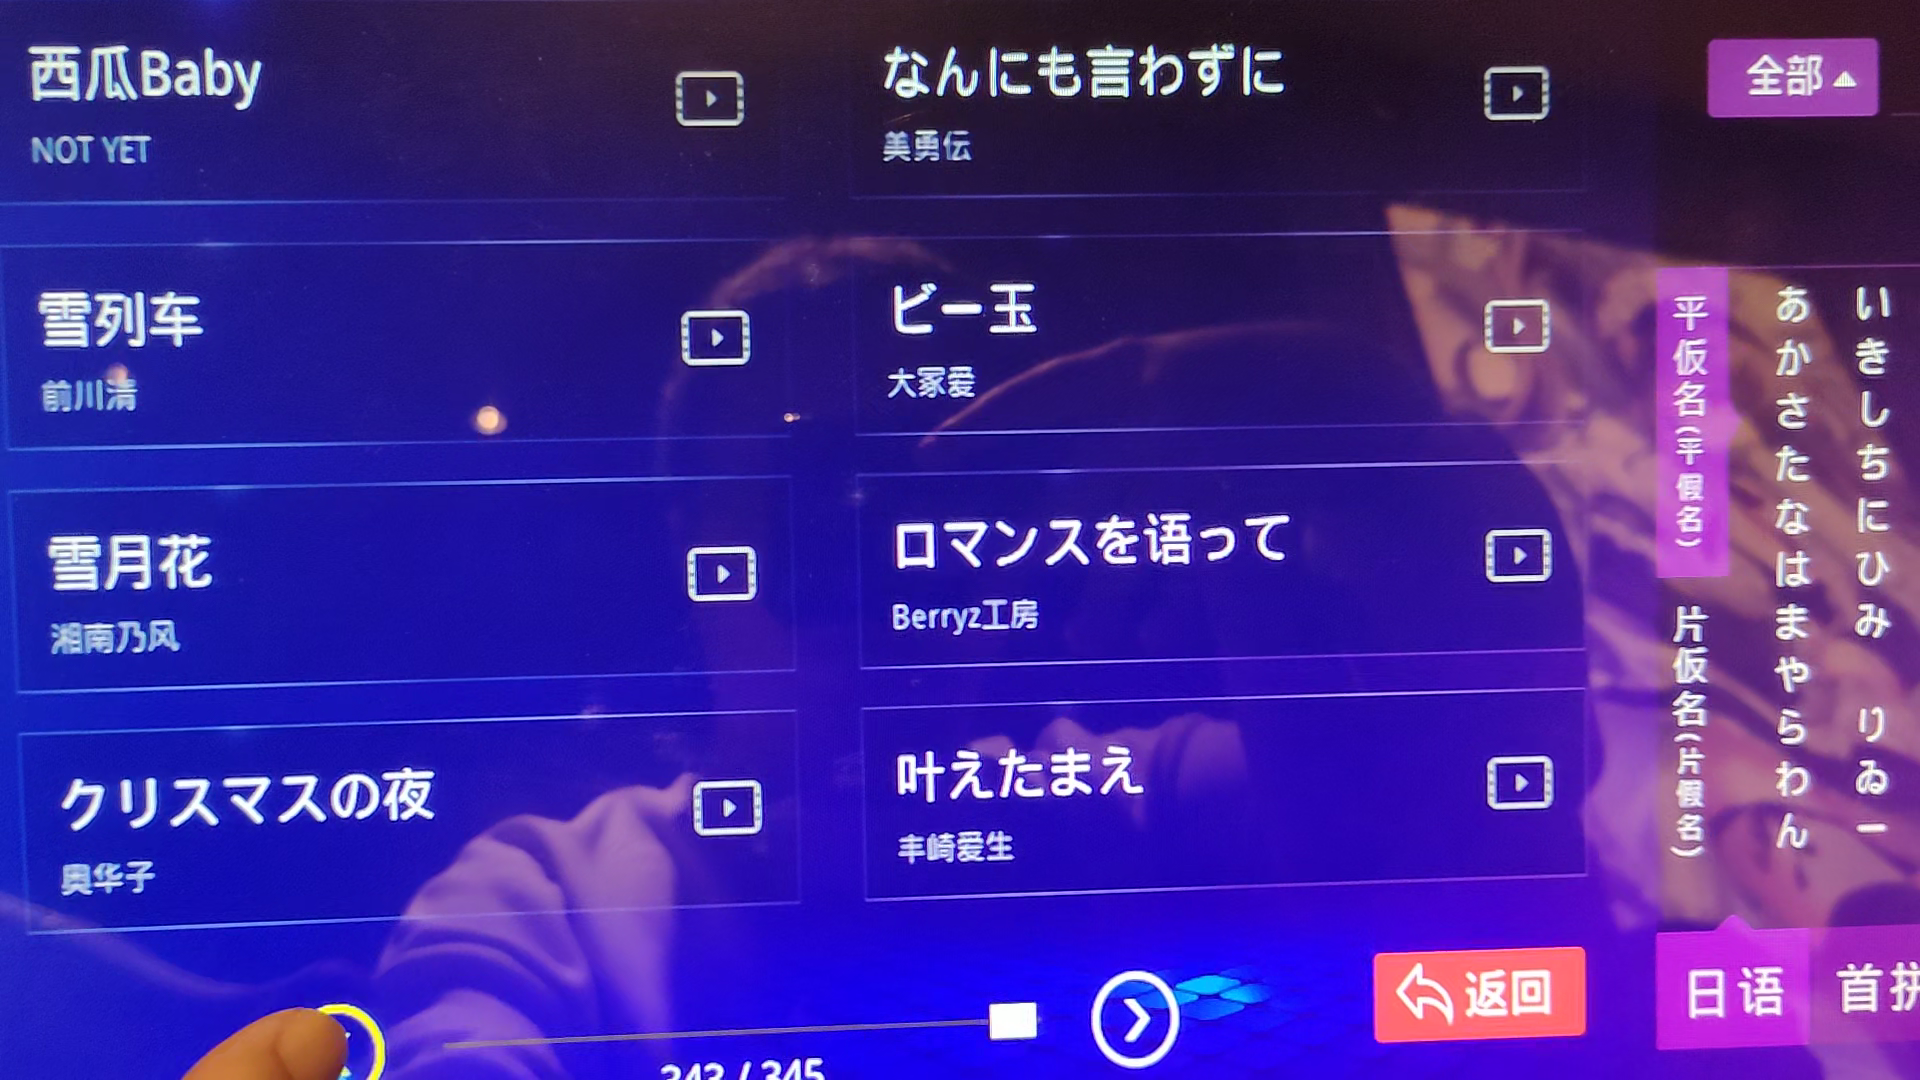 西瓜Baby
NOT YET
なんにも言わずに
美勇伝
雪列车
前川清
ビー玉
大冢爱
雪月花
湘南乃风
ロマンスを语って
Berryz工房
クリスマスの夜
奥华子
叶えたまえ
丰崎爱生
343 / 345
返回
全部
平仮名(平假名)
片仮名(片假名)
あかさたなはまやらわん
いきしちにひみ りゐー
日语
首拼